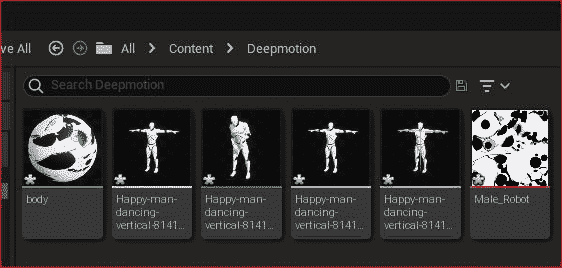 ve All All Content Deepmotion
Search Deepmotion
body
Happy-man-
dancing-
vertical-8141...
Happy-man-
dancing-
vertical-8141...
Happy-man-
dancing-
vertical-8141...
Happy-man-
dancing-
vertical-8141...
Male_Robot